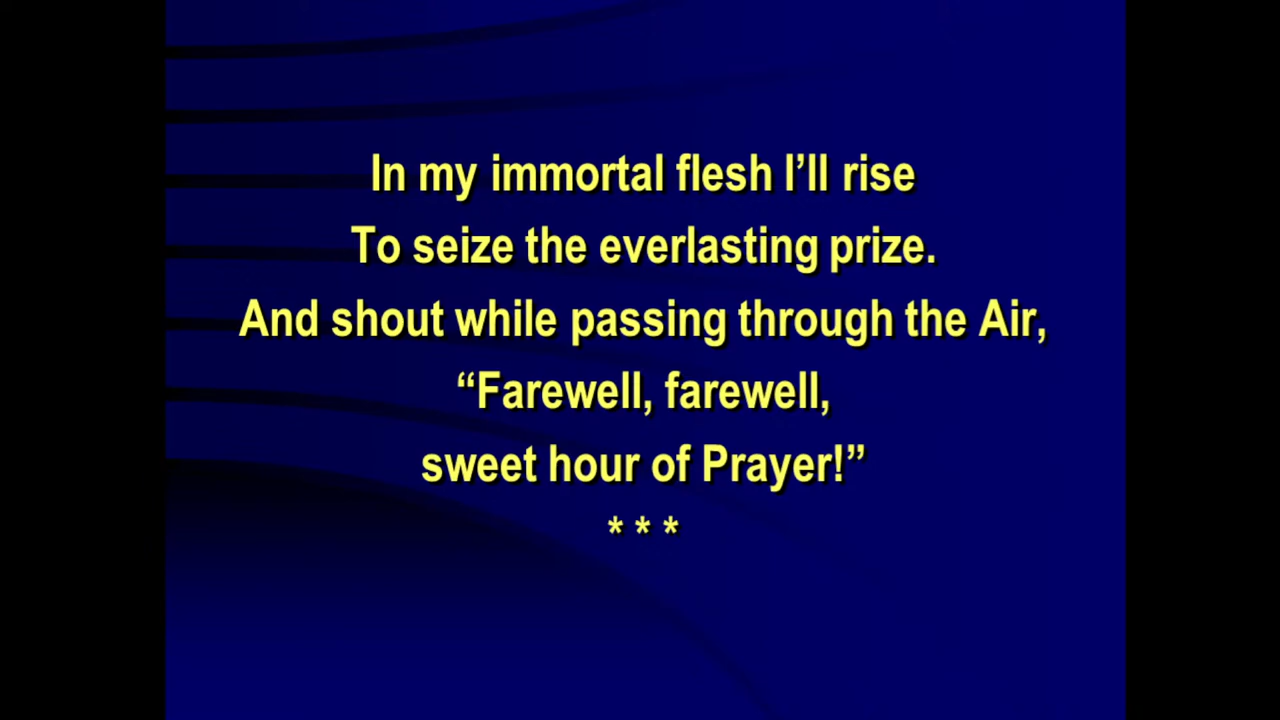 In my immortal flesh I’ll rise
To seize the everlasting prize.
And shout while passing through the Air,
“Farewell, farewell,
sweet hour of Prayer!”
* * *